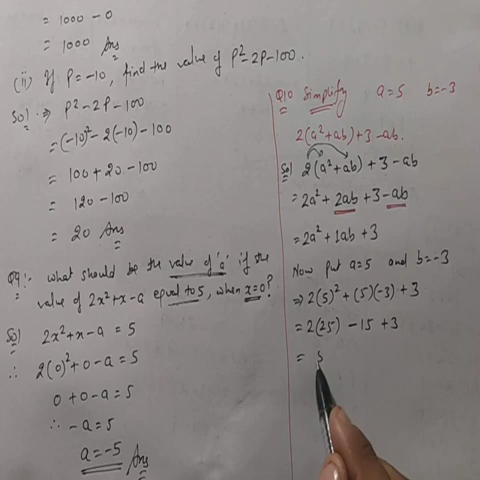 = 1000 - 0
= 1000 Ans
(ii) If P = -10, find the value of P² - 2P - 100.
Sol) ⇒ P² - 2P - 100
= (-10)² - 2(-10) - 100
= 100 + 20 - 100
= 120 - 100
= 20 Ans
Q9:- what should be the value of 'a' if the
value of 2x² + x - a equal to 5, when x = 0?
Sol) 2x² + x - a = 5
∴ 2(0)² + 0 - a = 5
0 + 0 - a = 5
∴ -a = 5
a = -5 Ans
Q10 Simplify a = 5 b = -3
2(a² + ab) + 3 - ab.
Sol) 2(a² + ab) + 3 - ab
= 2a² + 2ab + 3 - ab
= 2a² + 1ab + 3
Now put a = 5 and b = -3
⇒ 2(5)² + (5)(-3) + 3
= 2(25) - 15 + 3
= 5